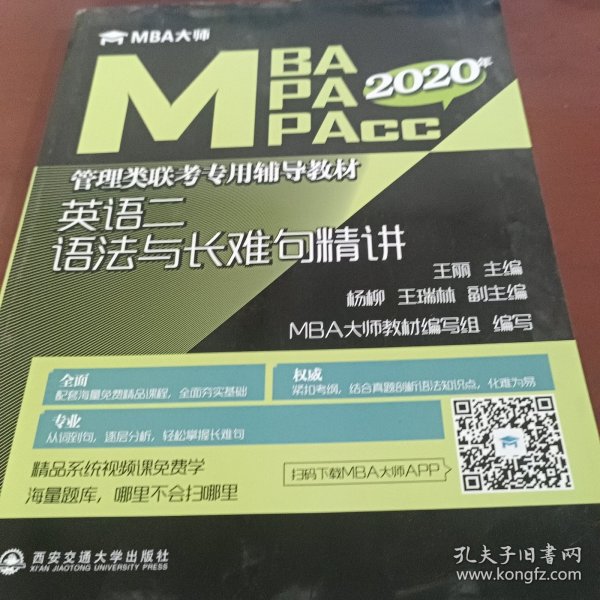 MBA大师
MBA
MPA
MPAcc
2020年
管理类联考专用辅导教材
英语二
语法与长难句精讲
王丽 主编
杨柳 王瑞林 副主编
MBA大师教材编写组 编写
全面
配套海量免费精品课程，全面夯实基础
权威
紧扣考纲，结合真题剖析语法知识点，化难为易
专业
从词到句，逐层分析，轻松掌握长难句
精品系统视频课免费学
海量题库，哪里不会扫哪里
扫码下载MBA大师APP
西安交通大学出版社
XI'AN JIAOTONG UNIVERSITY PRESS
孔夫子旧书网
www.kongfz.com